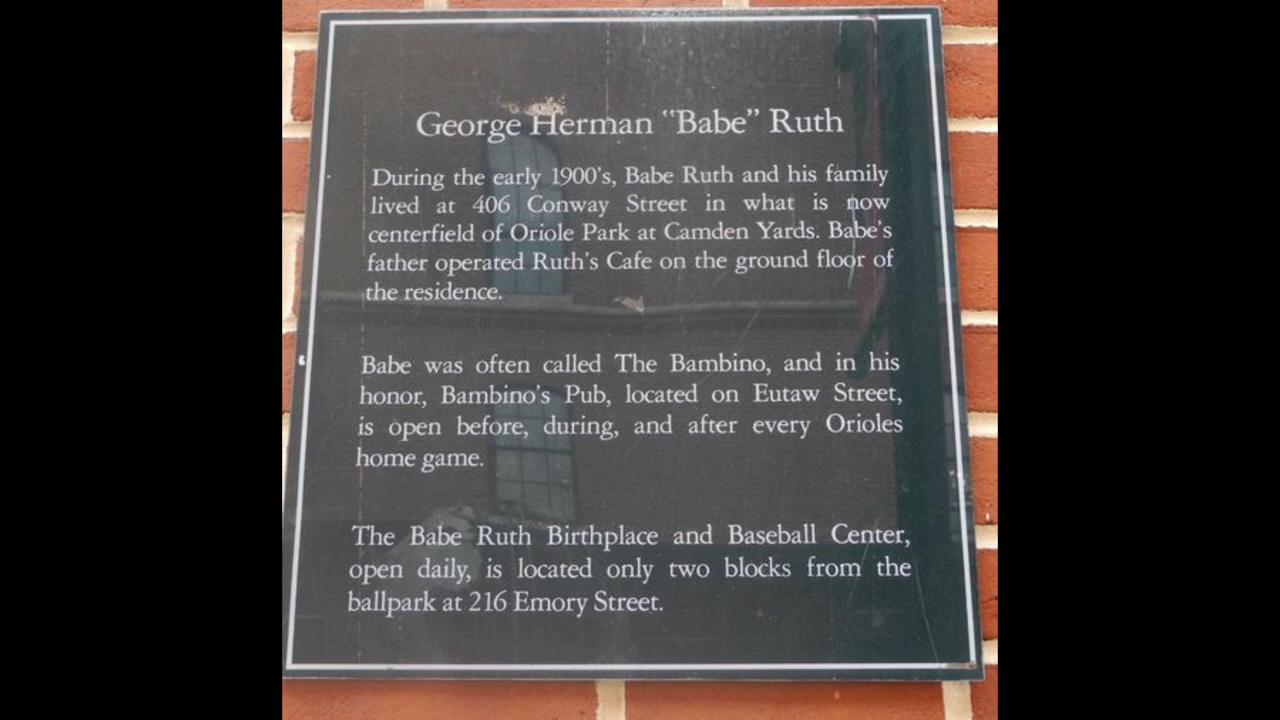 George Herman "Babe" Ruth
During the early 1900's, Babe Ruth and his family
lived at 406 Conway Street in what is now
centerfield of Oriole Park at Camden Yards. Babe's
father operated Ruth's Cafe on the ground floor of
the residence.
Babe was often called The Bambino, and in his
honor, Bambino's Pub, located on Eutaw Street,
is open before, during, and after every Orioles
home game.
The Babe Ruth Birthplace and Baseball Center,
open daily, is located only two blocks from the
ballpark at 216 Emory Street.